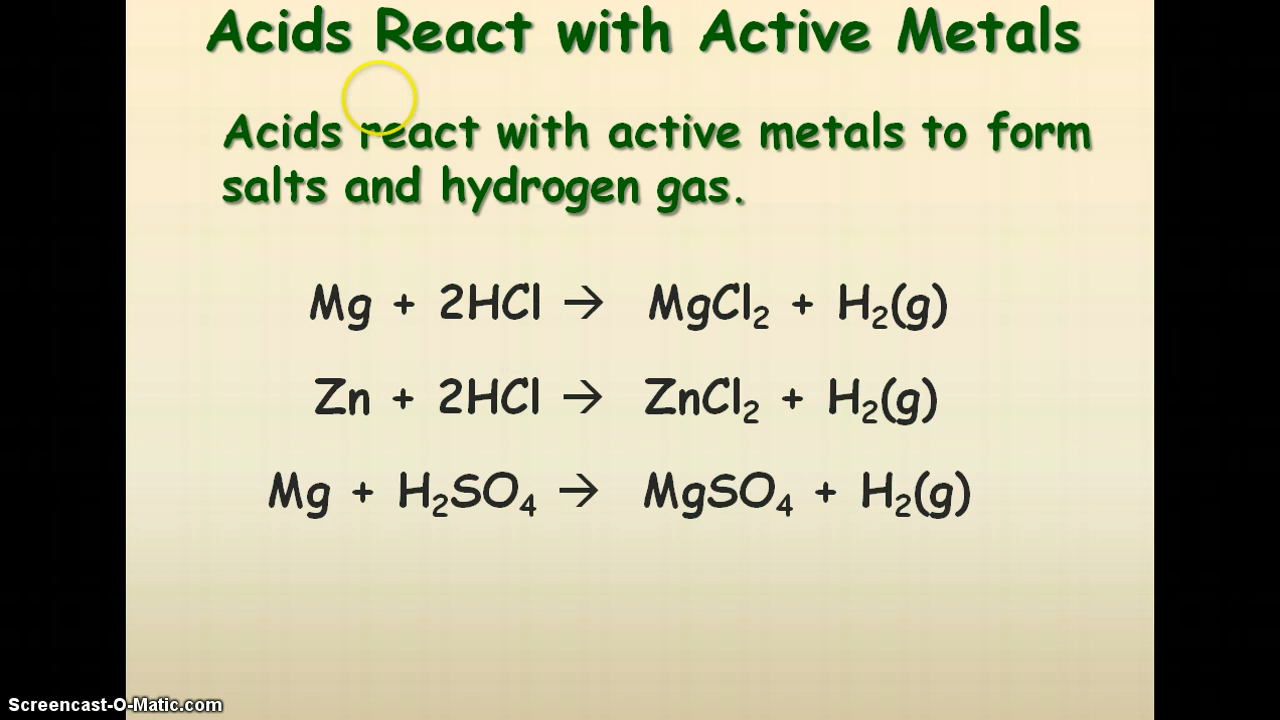 Acids React with Active Metals
Acids react with active metals to form
salts and hydrogen gas.
Mg + 2HCl → MgCl₂ + H₂(g)
Zn + 2HCl → ZnCl₂ + H₂(g)
Mg + H₂SO₄ → MgSO₄ + H₂(g)
Screencast-O-Matic.com